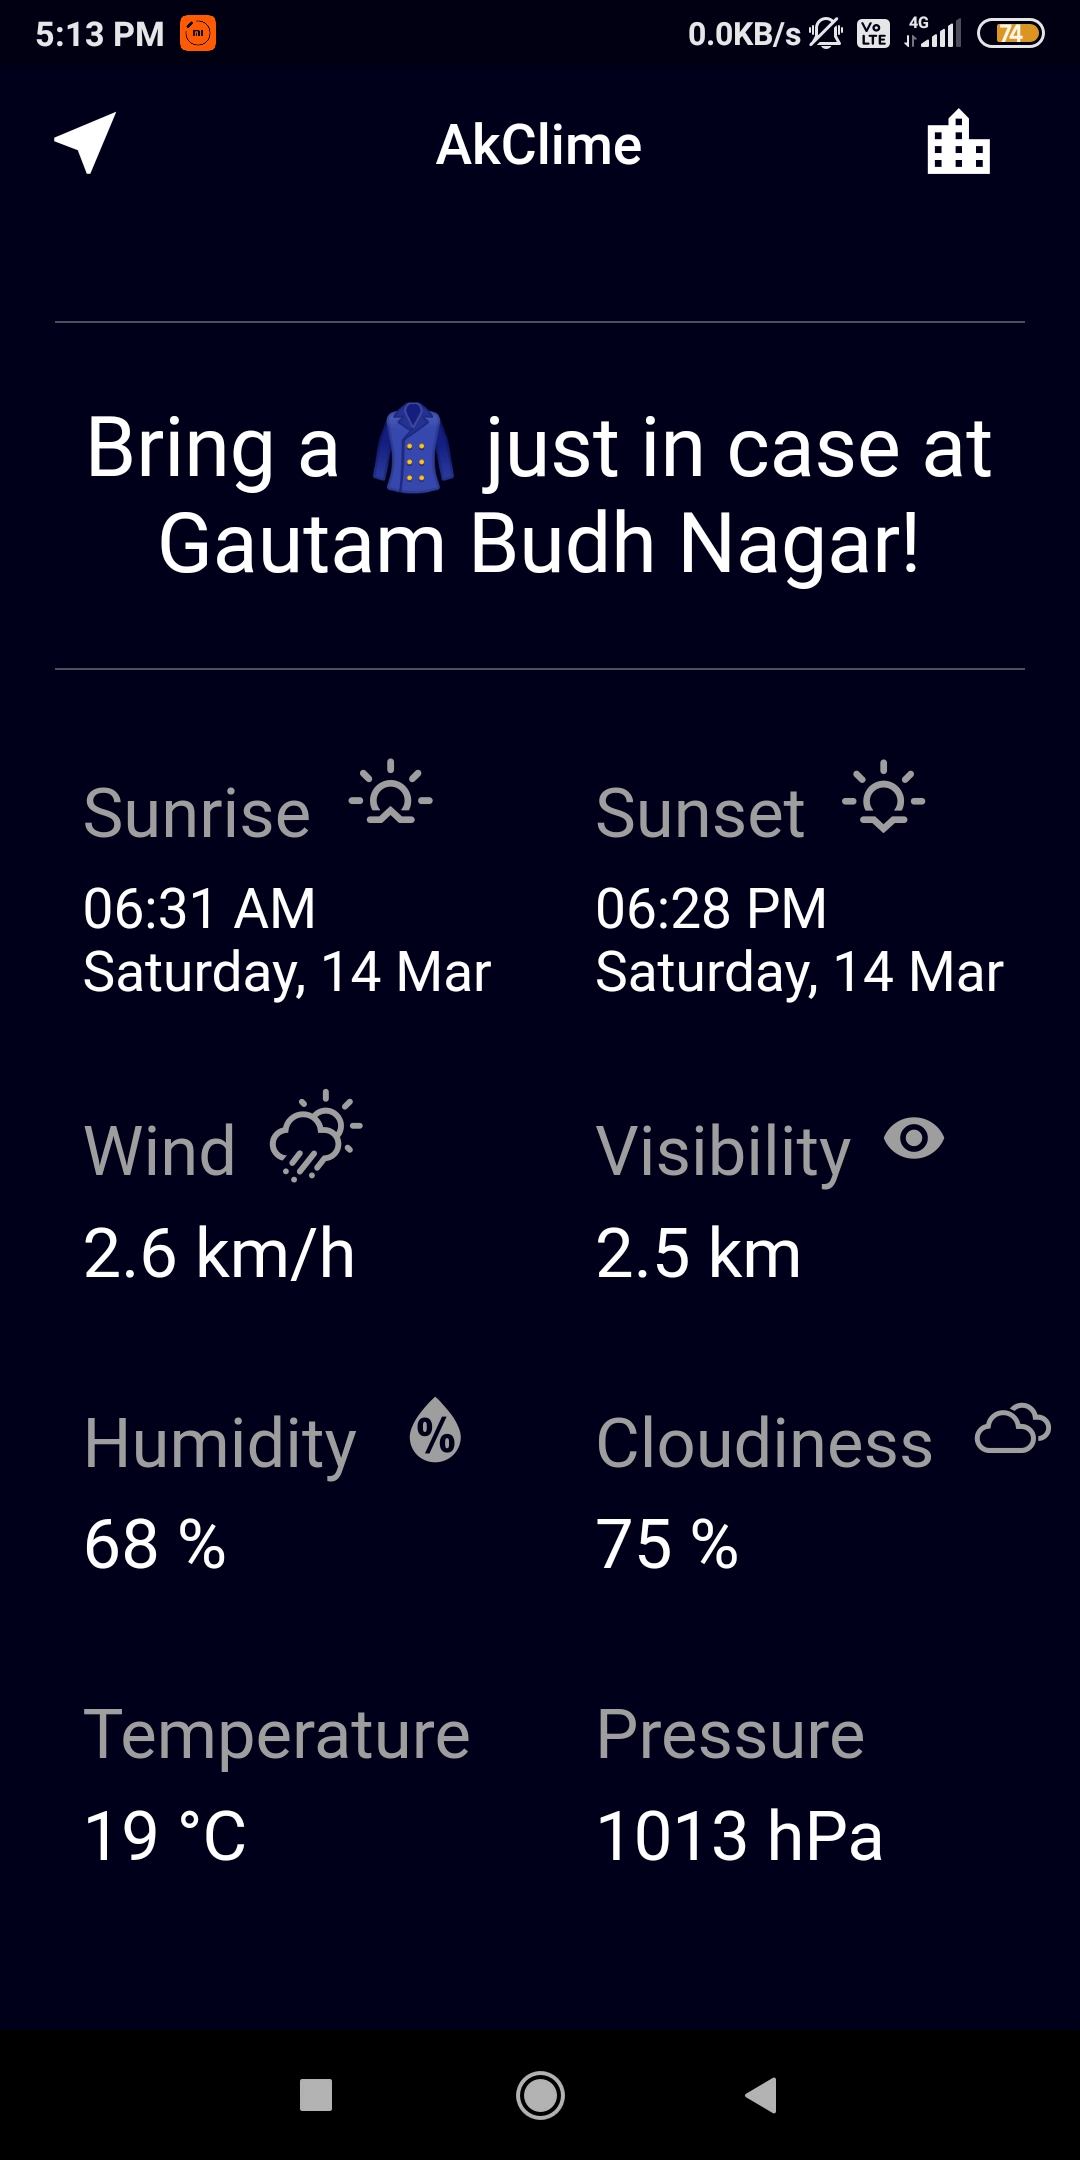 5:13 PM 0.0KB/s Vo LTE 4G 74
AkClime
Bring a 🧥 just in case at
Gautam Budh Nagar!
Sunrise Sunset
06:31 AM 06:28 PM
Saturday, 14 Mar Saturday, 14 Mar
Wind Visibility
2.6 km/h 2.5 km
Humidity % Cloudiness
68 % 75 %
Temperature Pressure
19 °C 1013 hPa